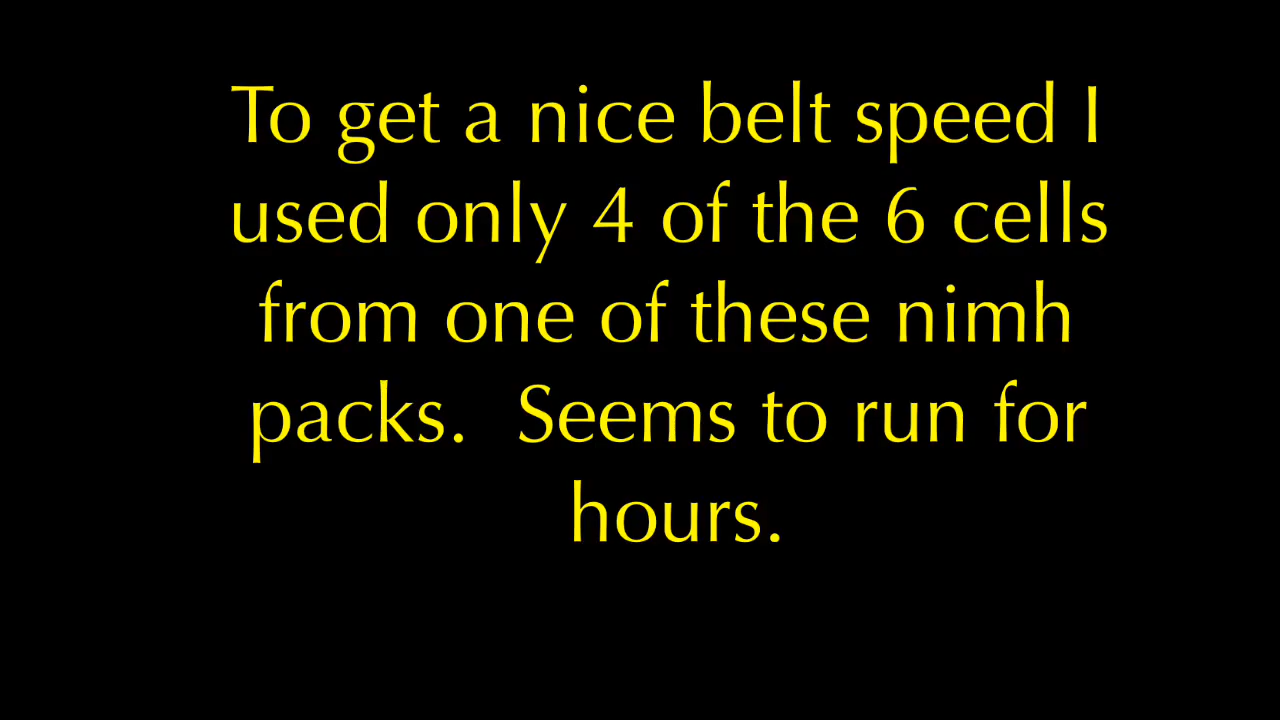 To get a nice belt speed I
used only 4 of the 6 cells
from one of these nimh
packs.  Seems to run for
hours.